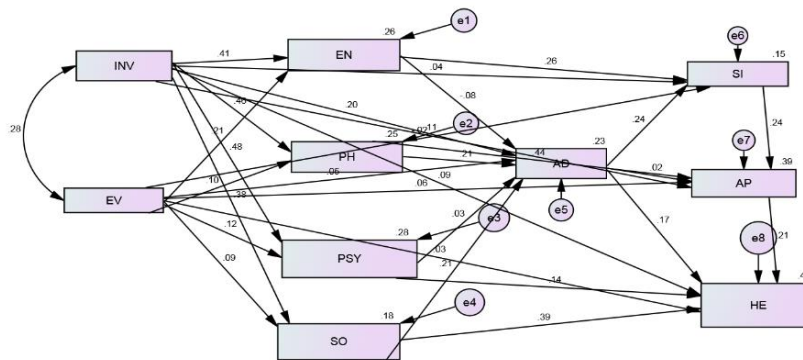 e1
.26
e6
.15
INV
.41
EN
.26
.04
SI
.40
.20
-.08
e2
.24
.24
.28
.21
.48
.25
.02
.11
.44
.23
e7
PH
.21
AD
.02
.39
.10
.05
.09
.06
AP
EV
.38
e5
.17
.21
.12
.03
e3
e8
.09
.28
.03
PSY
.21
.14
.4
HE
e4
.18
.39
SO